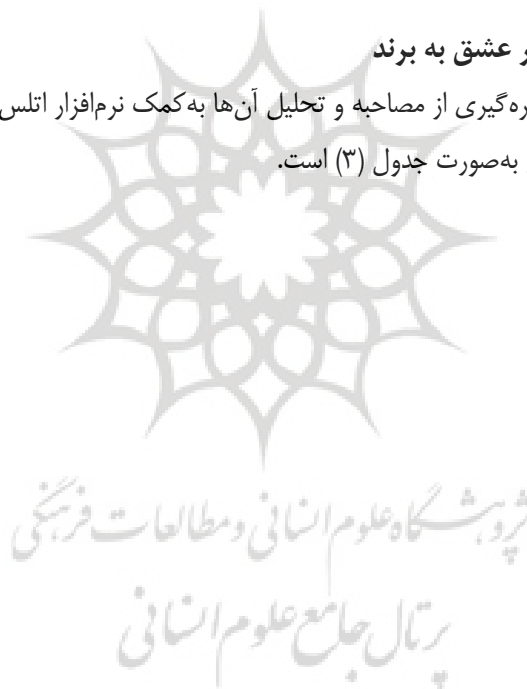 ر عشق به برند
ره‌گیری از مصاحبه و تحلیل آن‌ها به‌کمک نرم‌افزار اتلس
به‌صورت جدول (۳) است.
پژوهشگاه علوم انسانی و مطالعات فرهنگی
پرتال جامع علوم انسانی